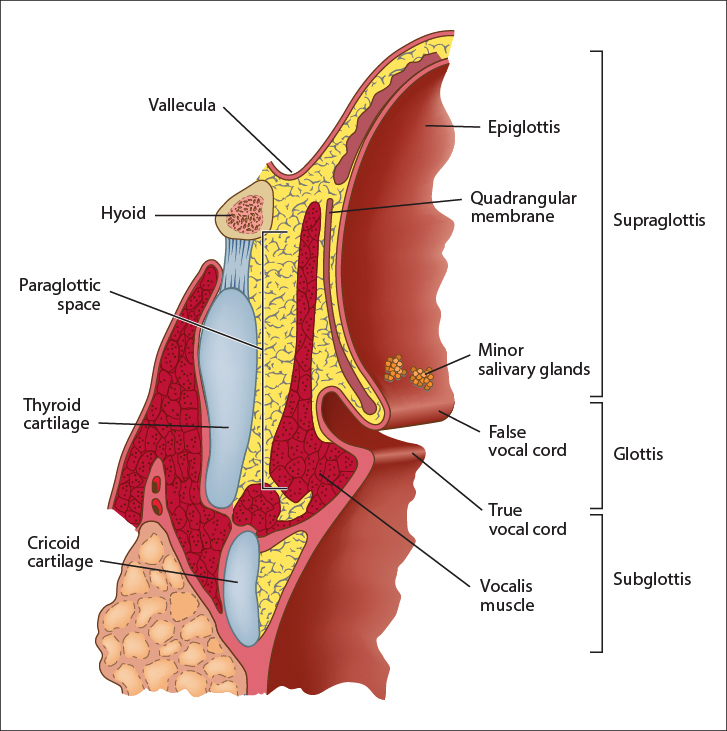 Vallecula
Hyoid
Paraglottic
space
Thyroid
cartilage
Cricoid
cartilage
Epiglottis
Quadrangular
membrane
Minor
salivary glands
False
vocal cord
True
vocal cord
Vocalis
muscle
Supraglottis
Glottis
Subglottis